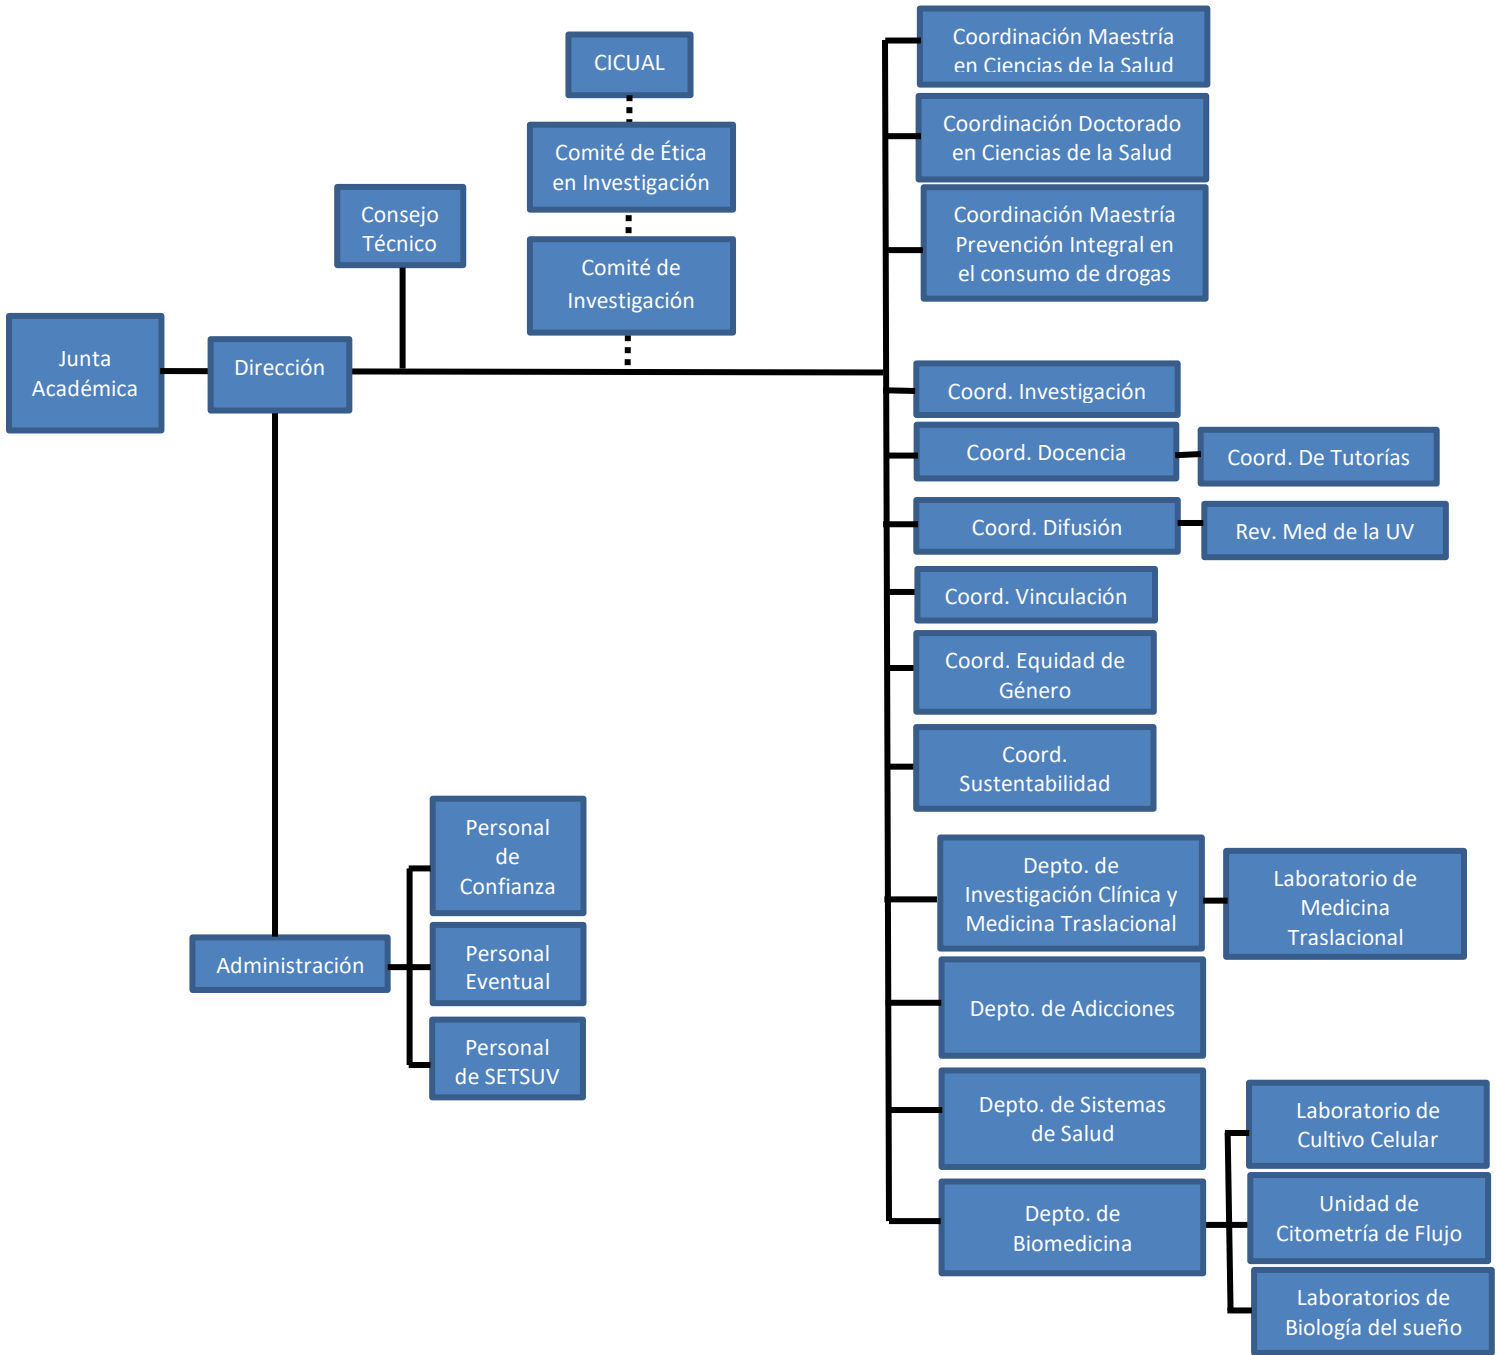 CICUAL
Comité de Ética
en Investigación
Consejo
Técnico
Comité de
Investigación
Junta
Académica
Dirección
Coordinación Maestría
en Ciencias de la Salud
Coordinación Doctorado
en Ciencias de la Salud
Coordinación Maestría
Prevención Integral en
el consumo de drogas
Coord. Investigación
Coord. Docencia
Coord. De Tutorías
Coord. Difusión
Rev. Med de la UV
Coord. Vinculación
Coord. Equidad de
Género
Coord.
Sustentabilidad
Personal
de
Confianza
Administración
Personal
Eventual
Personal
de SETSUV
Depto. de
Investigación Clínica y
Medicina Traslacional
Laboratorio de
Medicina
Traslacional
Depto. de Adicciones
Depto. de Sistemas
de Salud
Depto. de
Biomedicina
Laboratorio de
Cultivo Celular
Unidad de
Citometría de Flujo
Laboratorios de
Biología del sueño